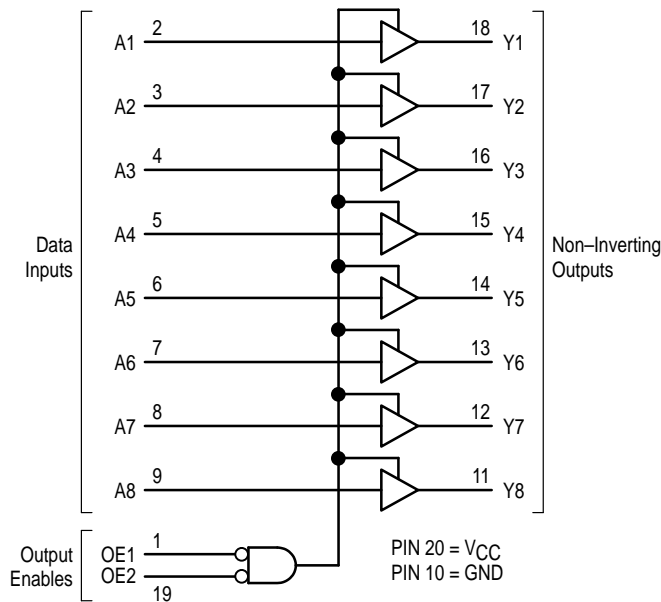 A1 2 18 Y1
A2 3 17 Y2
A3 4 16 Y3
A4 5 15 Y4
Data
Inputs
Non–Inverting
Outputs
A5 6 14 Y5
A6 7 13 Y6
A7 8 12 Y7
A8 9 11 Y8
Output
Enables
OE1 1
OE2 19
PIN 20 = VCC
PIN 10 = GND